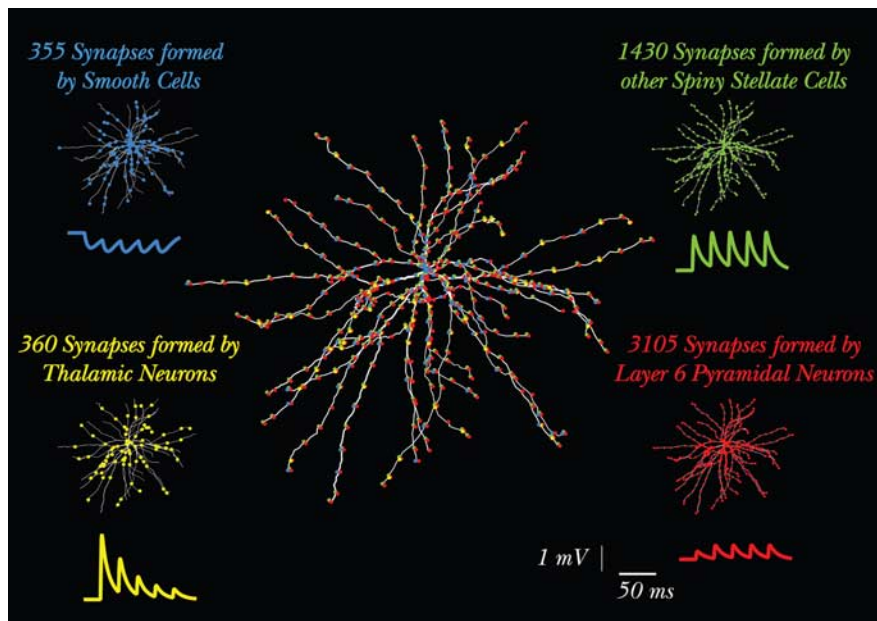 355 Synapses formed
by Smooth Cells
1430 Synapses formed by
other Spiny Stellate Cells
360 Synapses formed by
Thalamic Neurons
3105 Synapses formed by
Layer 6 Pyramidal Neurons
1 mV
50 ms